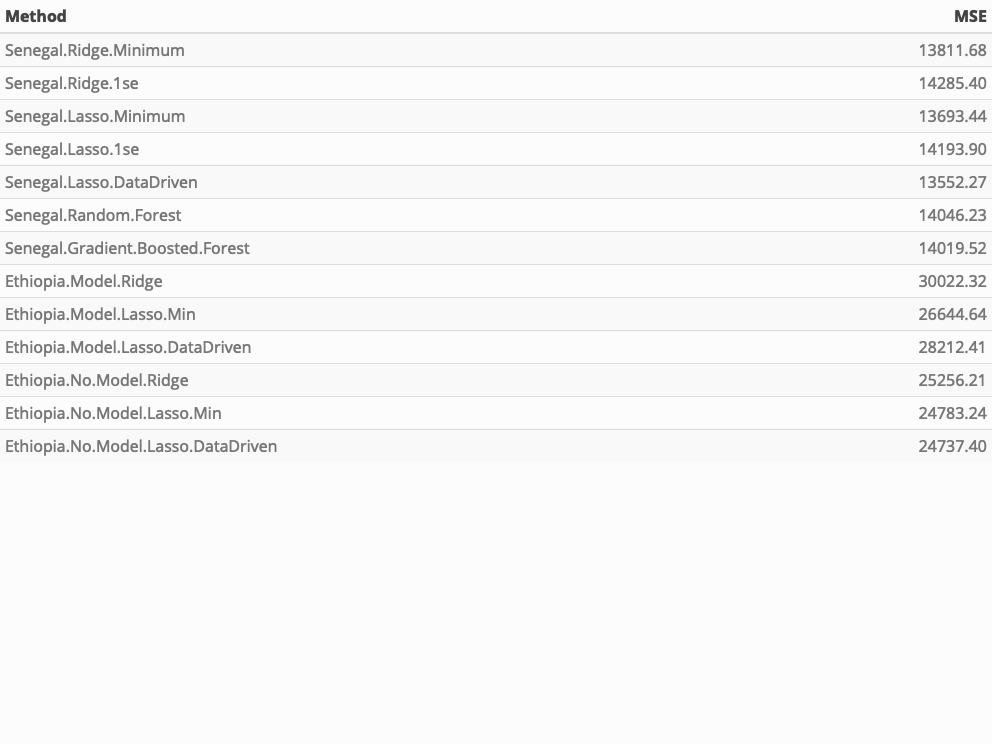 Method MSE
Senegal.Ridge.Minimum 13811.68
Senegal.Ridge.1se 14285.40
Senegal.Lasso.Minimum 13693.44
Senegal.Lasso.1se 14193.90
Senegal.Lasso.DataDriven 13552.27
Senegal.Random.Forest 14046.23
Senegal.Gradient.Boosted.Forest 14019.52
Ethiopia.Model.Ridge 30022.32
Ethiopia.Model.Lasso.Min 26644.64
Ethiopia.Model.Lasso.DataDriven 28212.41
Ethiopia.No.Model.Ridge 25256.21
Ethiopia.No.Model.Lasso.Min 24783.24
Ethiopia.No.Model.Lasso.DataDriven 24737.40